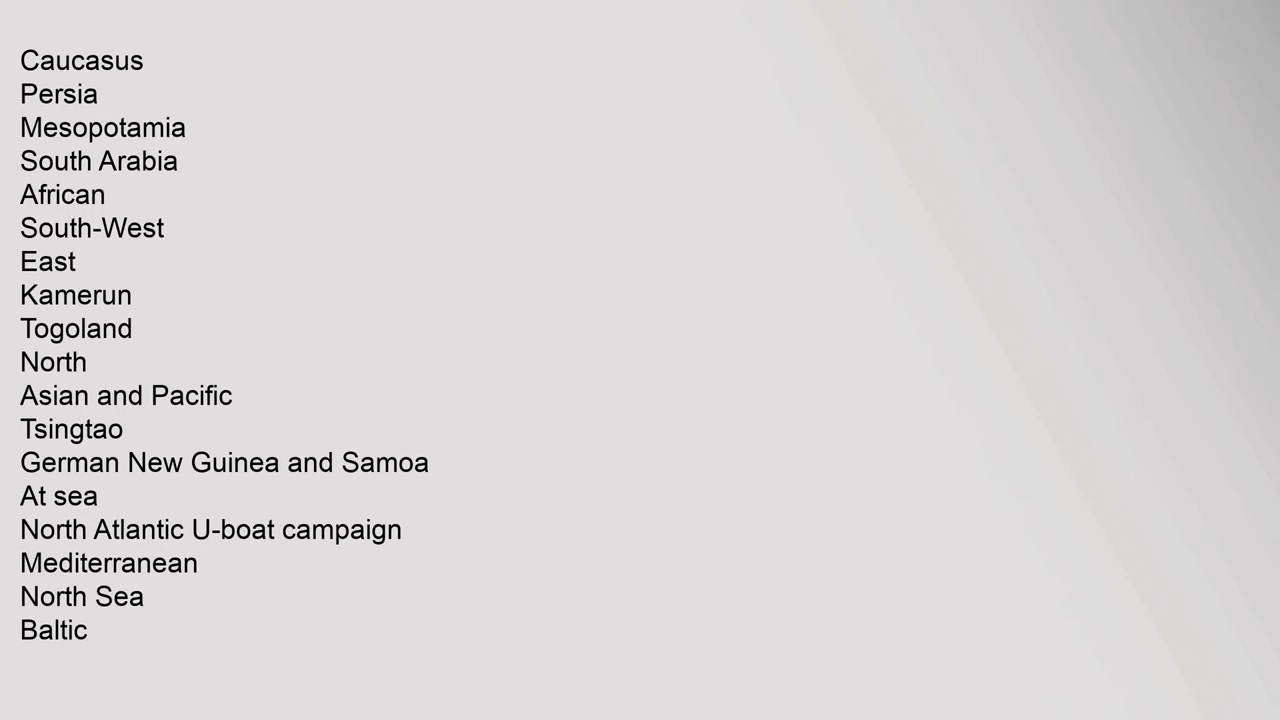 Caucasus
Persia
Mesopotamia
South Arabia
African
South-West
East
Kamerun
Togoland
North
Asian and Pacific
Tsingtao
German New Guinea and Samoa
At sea
North Atlantic U-boat campaign
Mediterranean
North Sea
Baltic